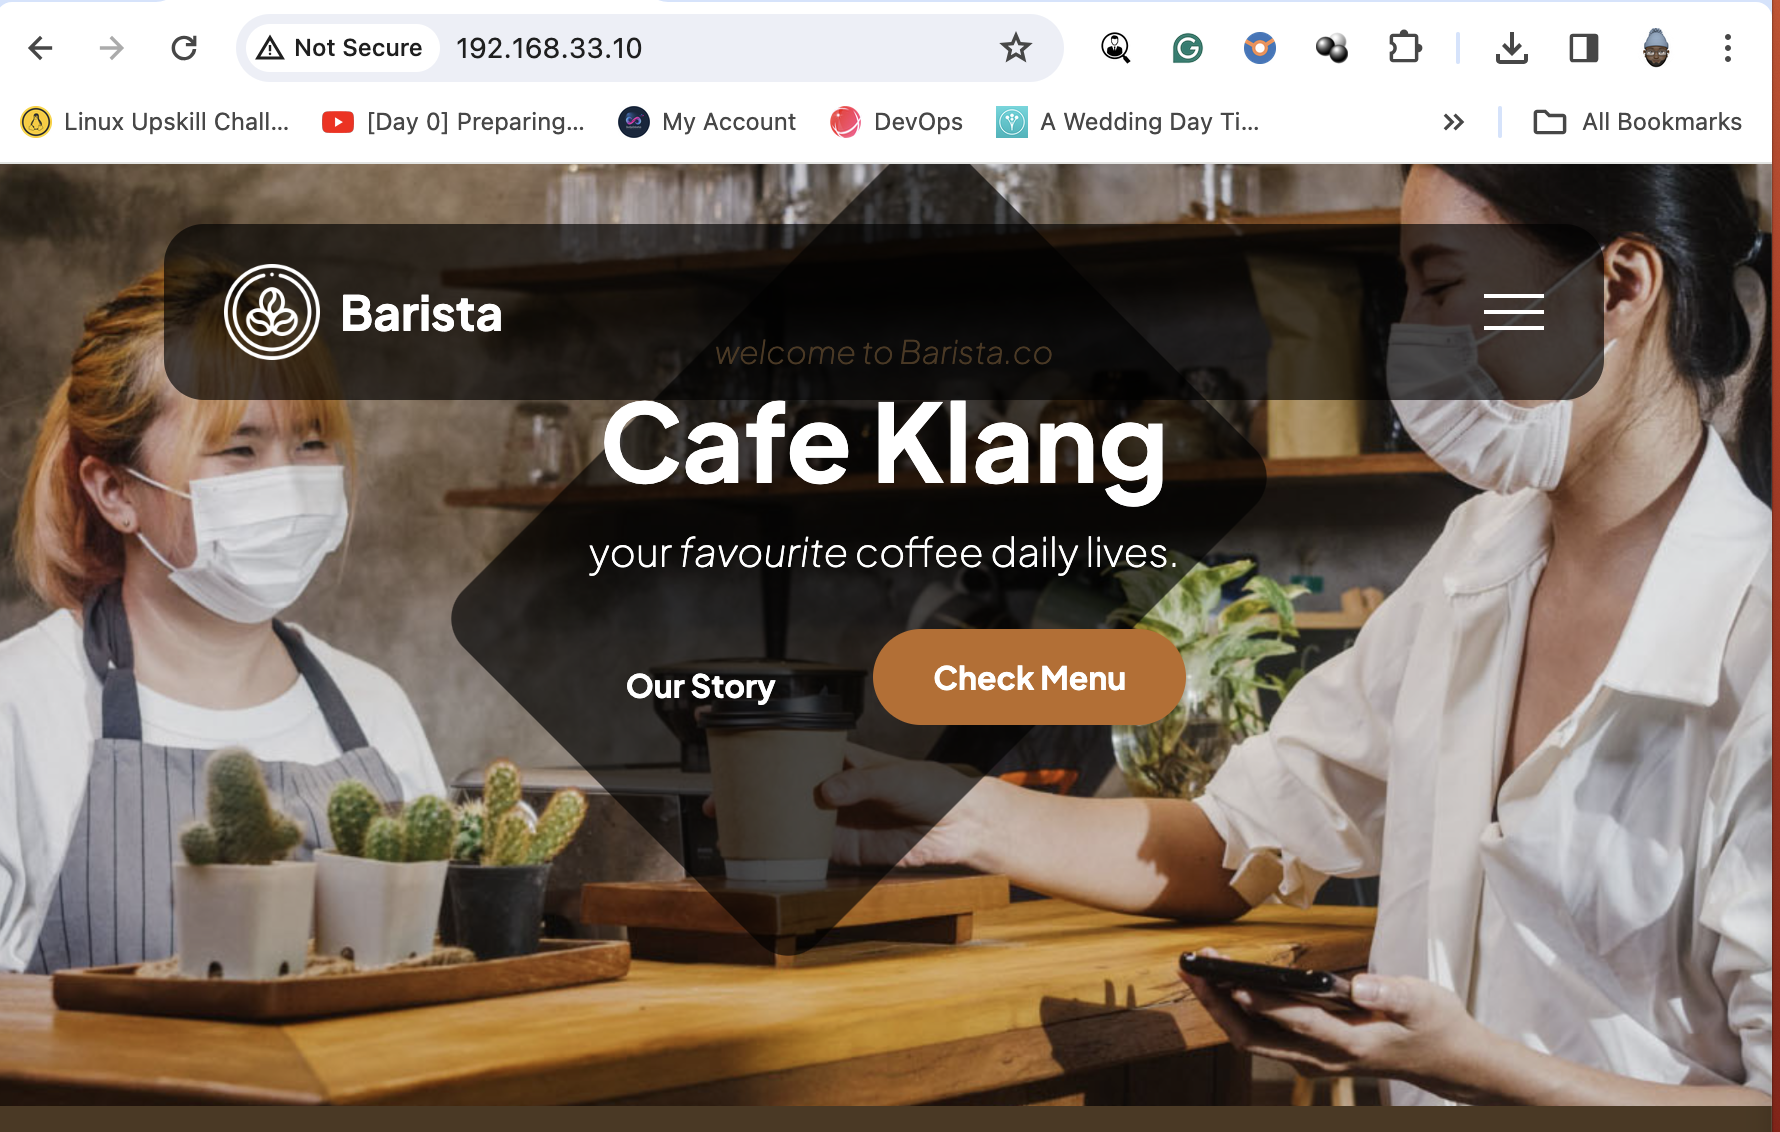 Not Secure 192.168.33.10
Linux Upskill Chall... [Day 0] Preparing... My Account DevOps A Wedding Day Ti... » All Bookmarks
Barista
welcome to Barista.co
Cafe Klang
your favourite coffee daily lives.
Our Story Check Menu